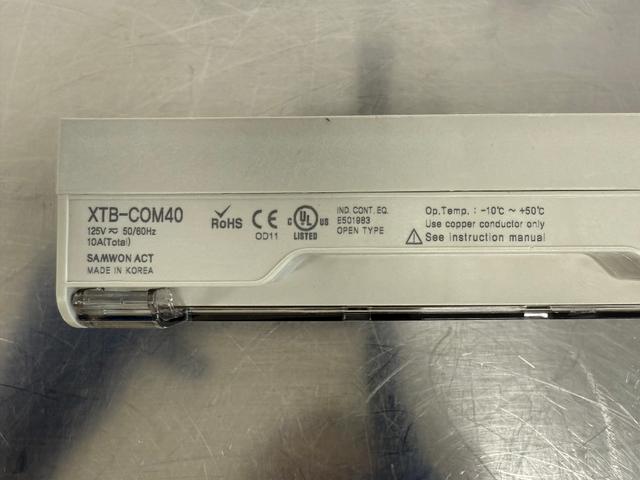 XTB-COM40
125V ⎓ 50/60Hz
10A(Total)
SAMWON ACT
MADE IN KOREA
RoHS
CE
OD11
C UL US
LISTED
IND. CONT. EQ.
E501983
OPEN TYPE
Op.Temp. : -10℃ ~ +50℃
Use copper conductor only
⚠ See instruction manual